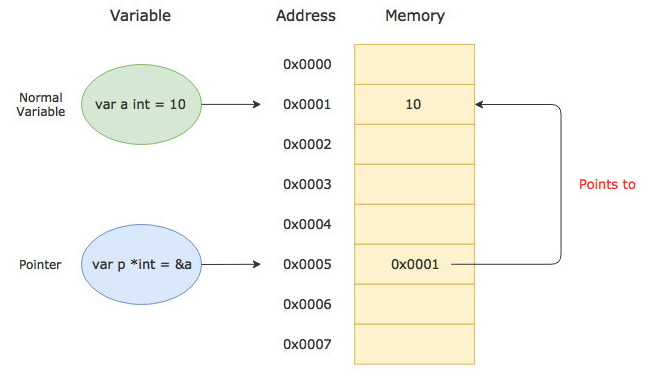 Variable Address Memory
0x0000
Normal
Variable
var a int = 10
0x0001
10
0x0002
0x0003
Points to
0x0004
Pointer
var p *int = &a
0x0005
0x0001
0x0006
0x0007